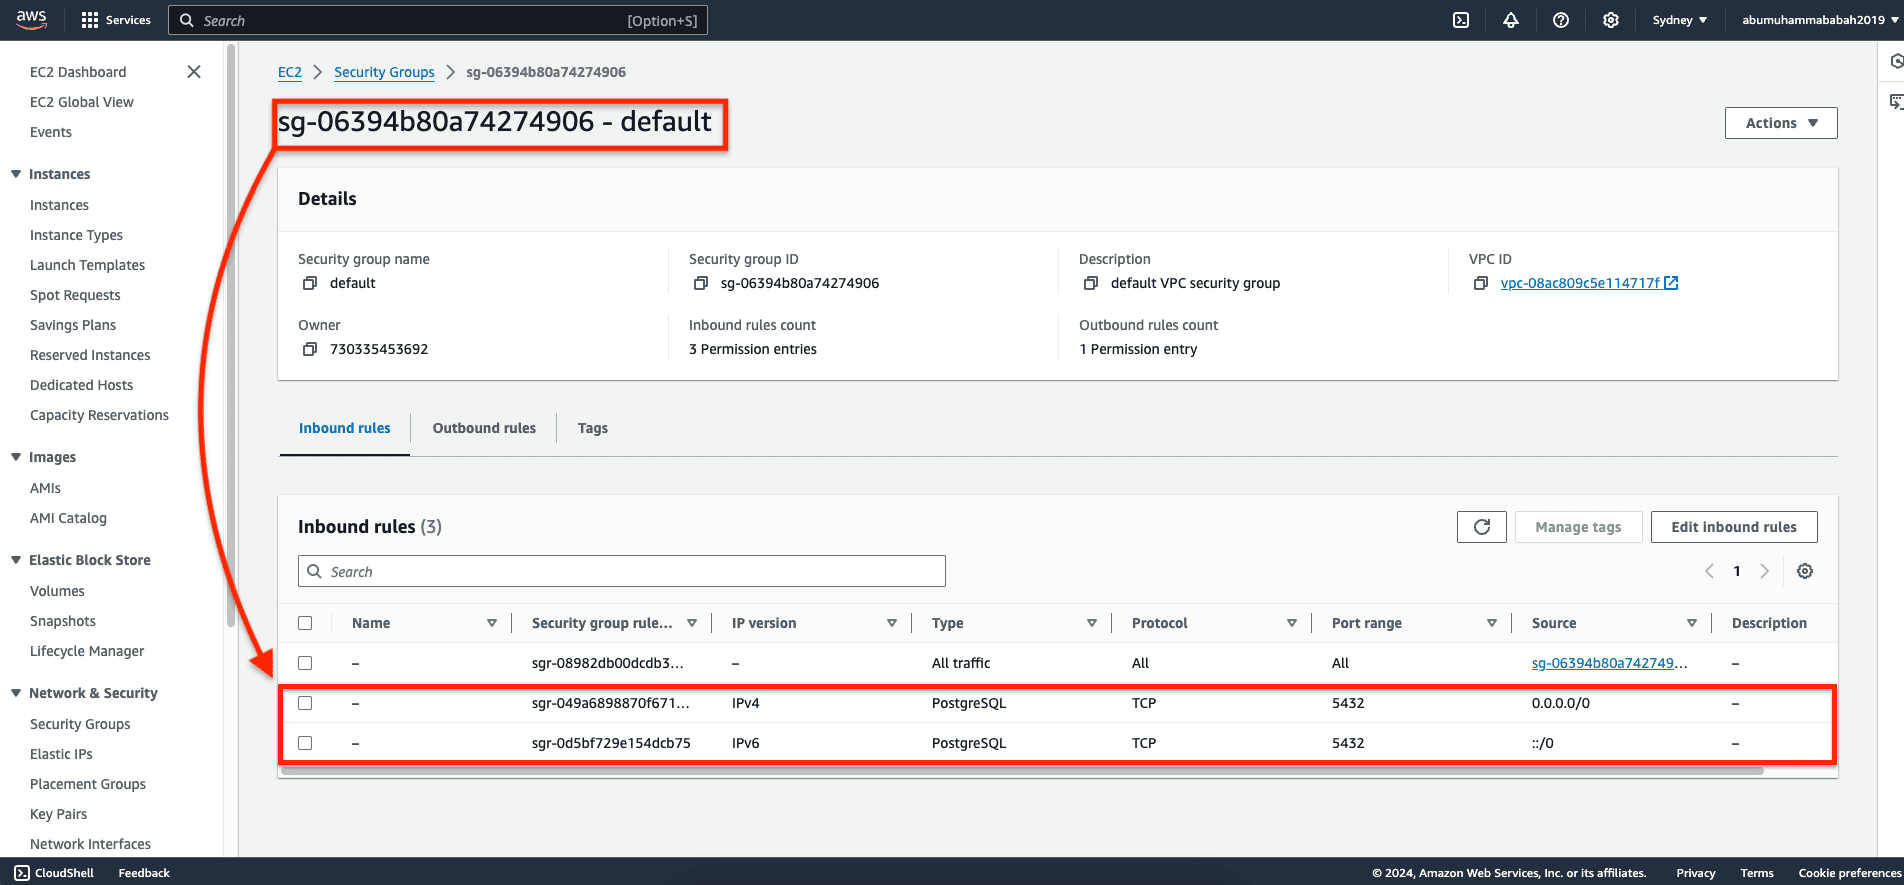 aws
Services
Search
[Option+S]
Sydney
abumuhammababah2019
EC2 Dashboard
EC2 Global View
Events
Instances
Instances
Instance Types
Launch Templates
Spot Requests
Savings Plans
Reserved Instances
Dedicated Hosts
Capacity Reservations
Images
AMIs
AMI Catalog
Elastic Block Store
Volumes
Snapshots
Lifecycle Manager
Network & Security
Security Groups
Elastic IPs
Placement Groups
Key Pairs
Network Interfaces
EC2 > Security Groups > sg-06394b80a74274906
sg-06394b80a74274906 - default
Actions
Details
Security group name
default
Security group ID
sg-06394b80a74274906
Description
default VPC security group
VPC ID
vpc-08ac809c5e114717f
Owner
730335453692
Inbound rules count
3 Permission entries
Outbound rules count
1 Permission entry
Inbound rules
Outbound rules
Tags
Inbound rules (3)
Manage tags
Edit inbound rules
Search
1
Name Security group rule... IP version Type Protocol Port range Source Description
– sgr-08982db00dcdb3... – All traffic All All sg-06394b80a742749... –
– sgr-049a6898870f671... IPv4 PostgreSQL TCP 5432 0.0.0.0/0 –
– sgr-0d5bf729e154dcb75 IPv6 PostgreSQL TCP 5432 ::/0 –
CloudShell
Feedback
© 2024, Amazon Web Services, Inc. or its affiliates.
Privacy
Terms
Cookie preferences